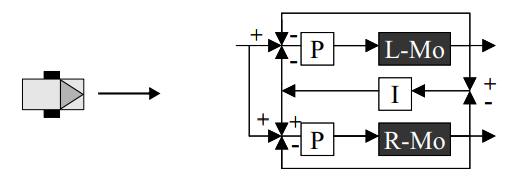 + - P L-Mo
-
I + -
+ + - P R-Mo